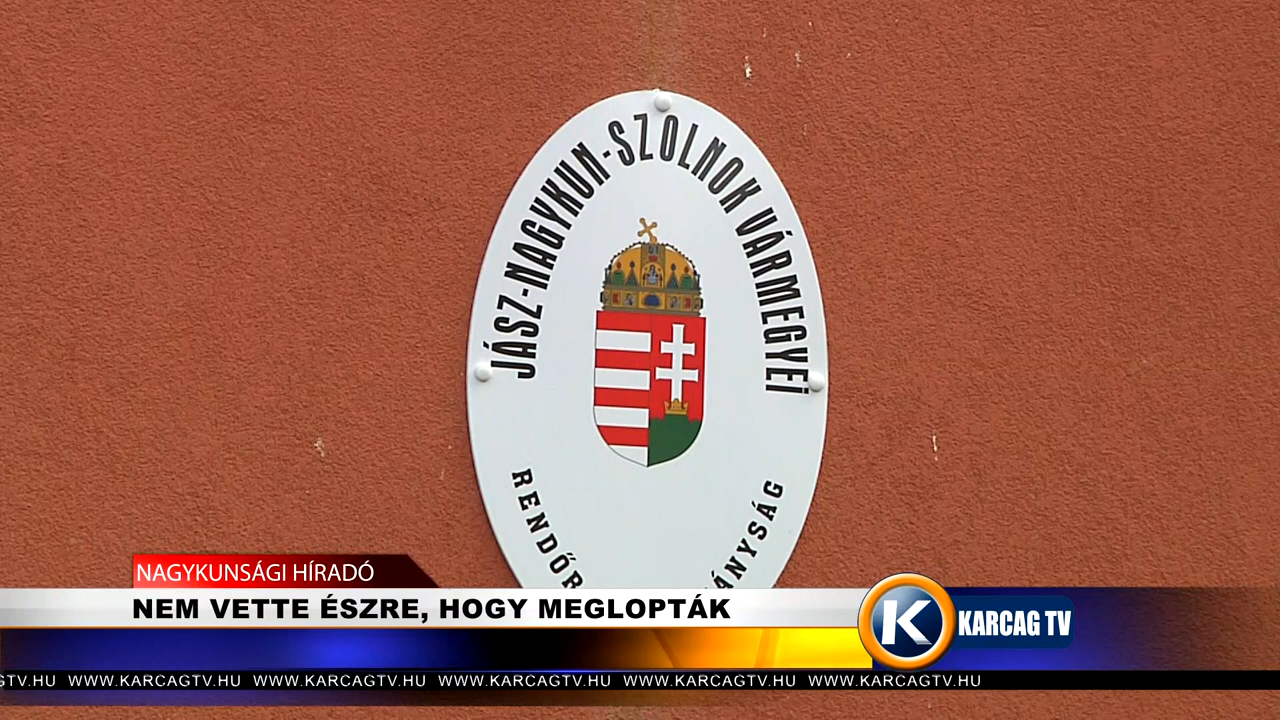 JÁSZ-NAGYKUN-SZOLNOK VÁRMEGYEI
NAGYKUNSÁGI HÍRADÓ
NEM VETTE ÉSZRE, HOGY MEGLOPTÁK
K KARCAG TV
WWW.KARCAGTV.HU WWW.KARCAGTV.HU WWW.KARCAGTV.HU WWW.KARCAGTV.HU WWW.KARCAGTV.HU